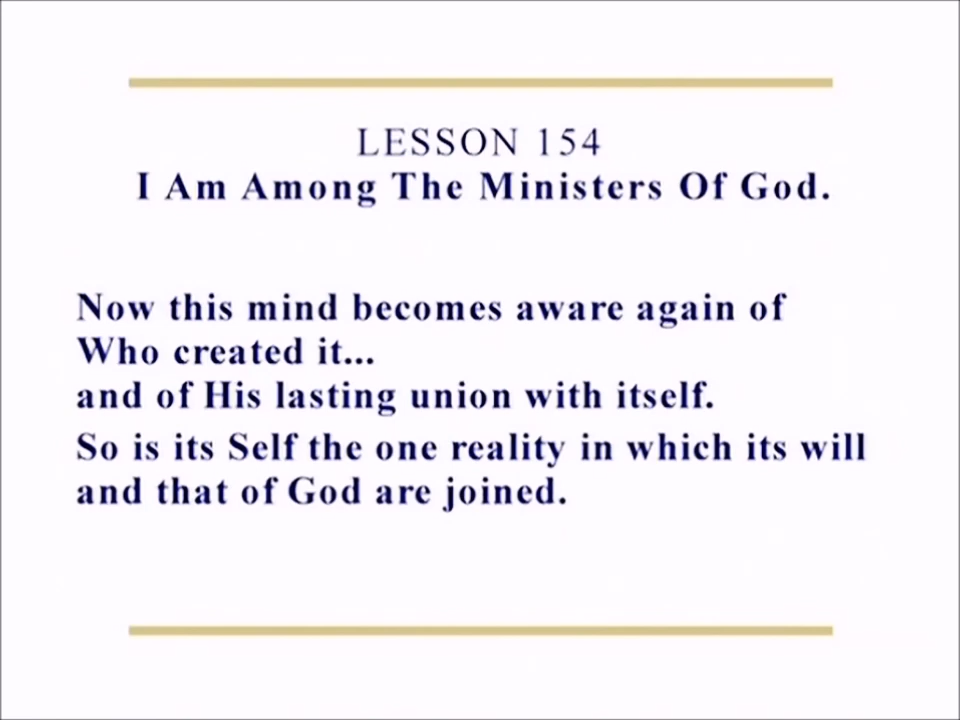 LESSON 154
I Am Among The Ministers Of God.
Now this mind becomes aware again of
Who created it...
and of His lasting union with itself.
So is its Self the one reality in which its will
and that of God are joined.